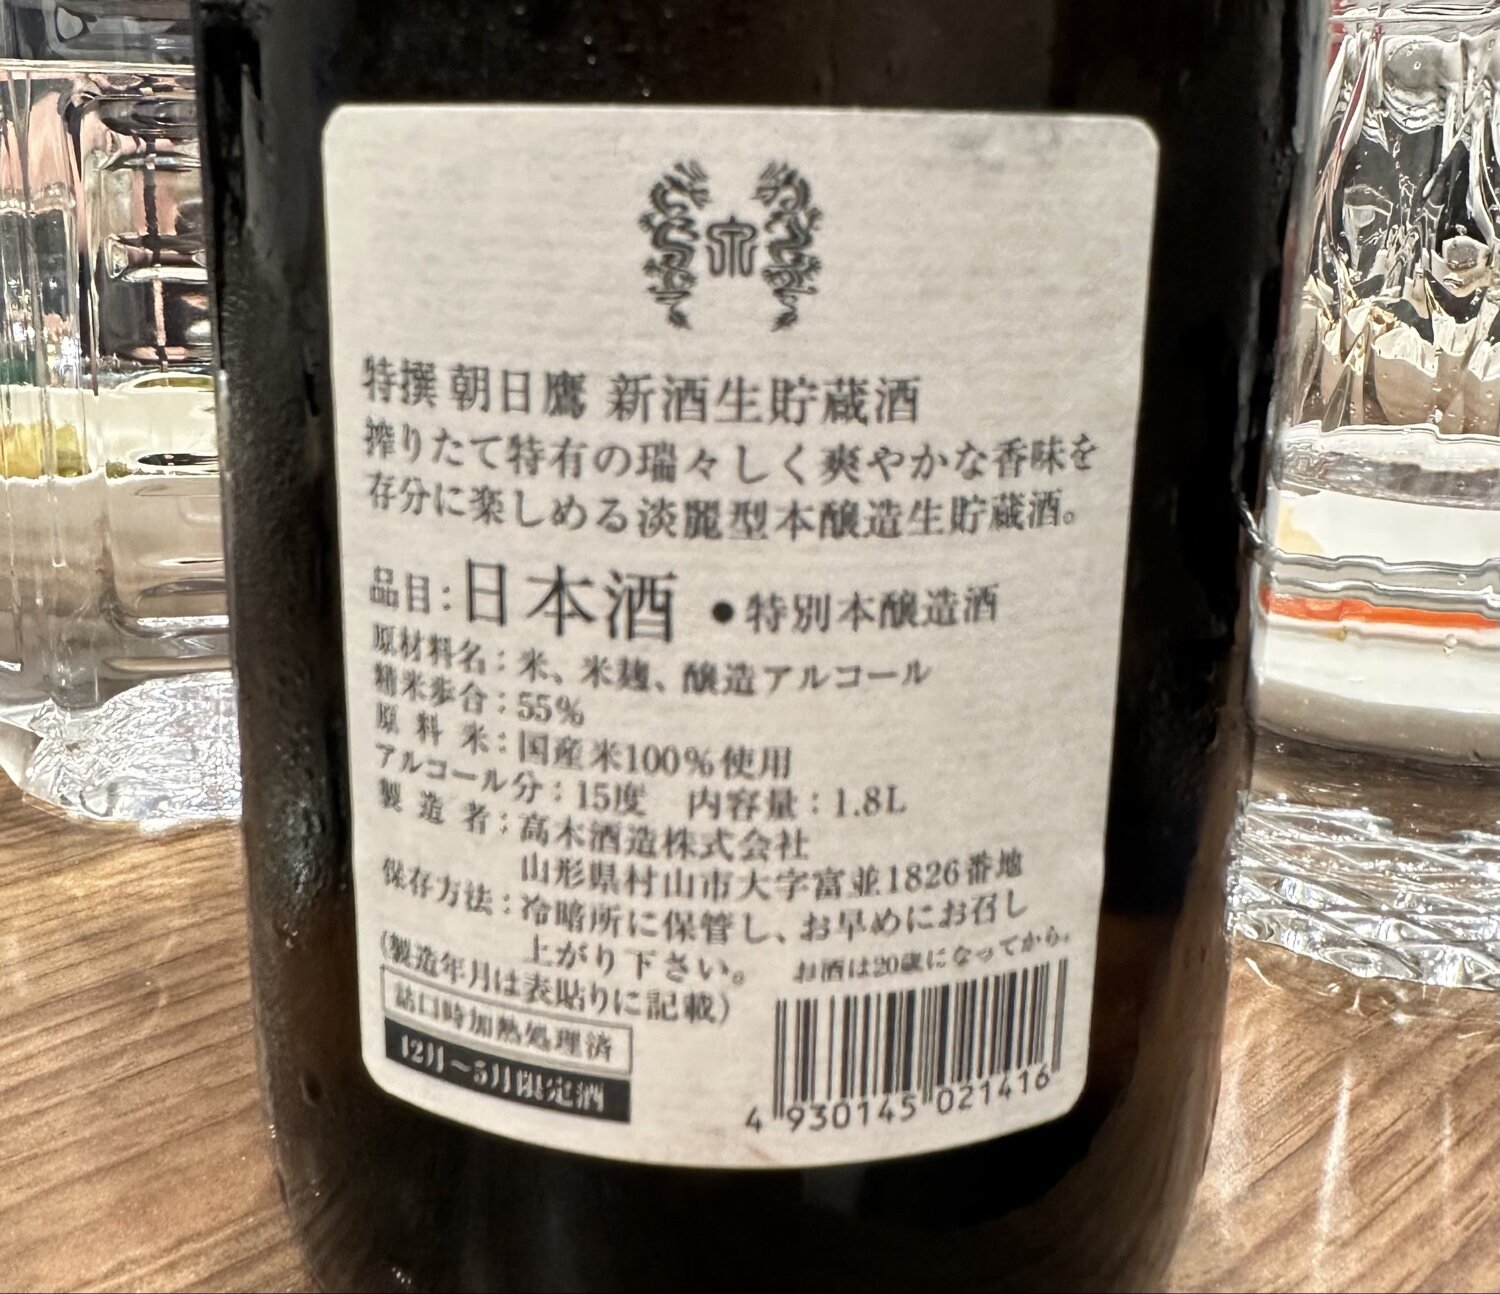 特撰 朝日鷹 新酒生貯蔵酒
搾りたて特有の瑞々しく爽やかな香味を
存分に楽しめる淡麗型本醸造生貯蔵酒。
品目:日本酒 ●特別本醸造酒
原材料名:米、米麹、醸造アルコール
精米歩合:55%
原料米:国産米100%使用
アルコール分:15度 内容量:1.8L
製造者:高木酒造株式会社
山形県村山市大字富並1826番地
保存方法:冷暗所に保管し、お早めにお召し
上がり下さい。
お酒は20歳になってから。
(製造年月は表貼りに記載)
詰口時加熱処理済
12月~5月限定酒
4 930145 021416